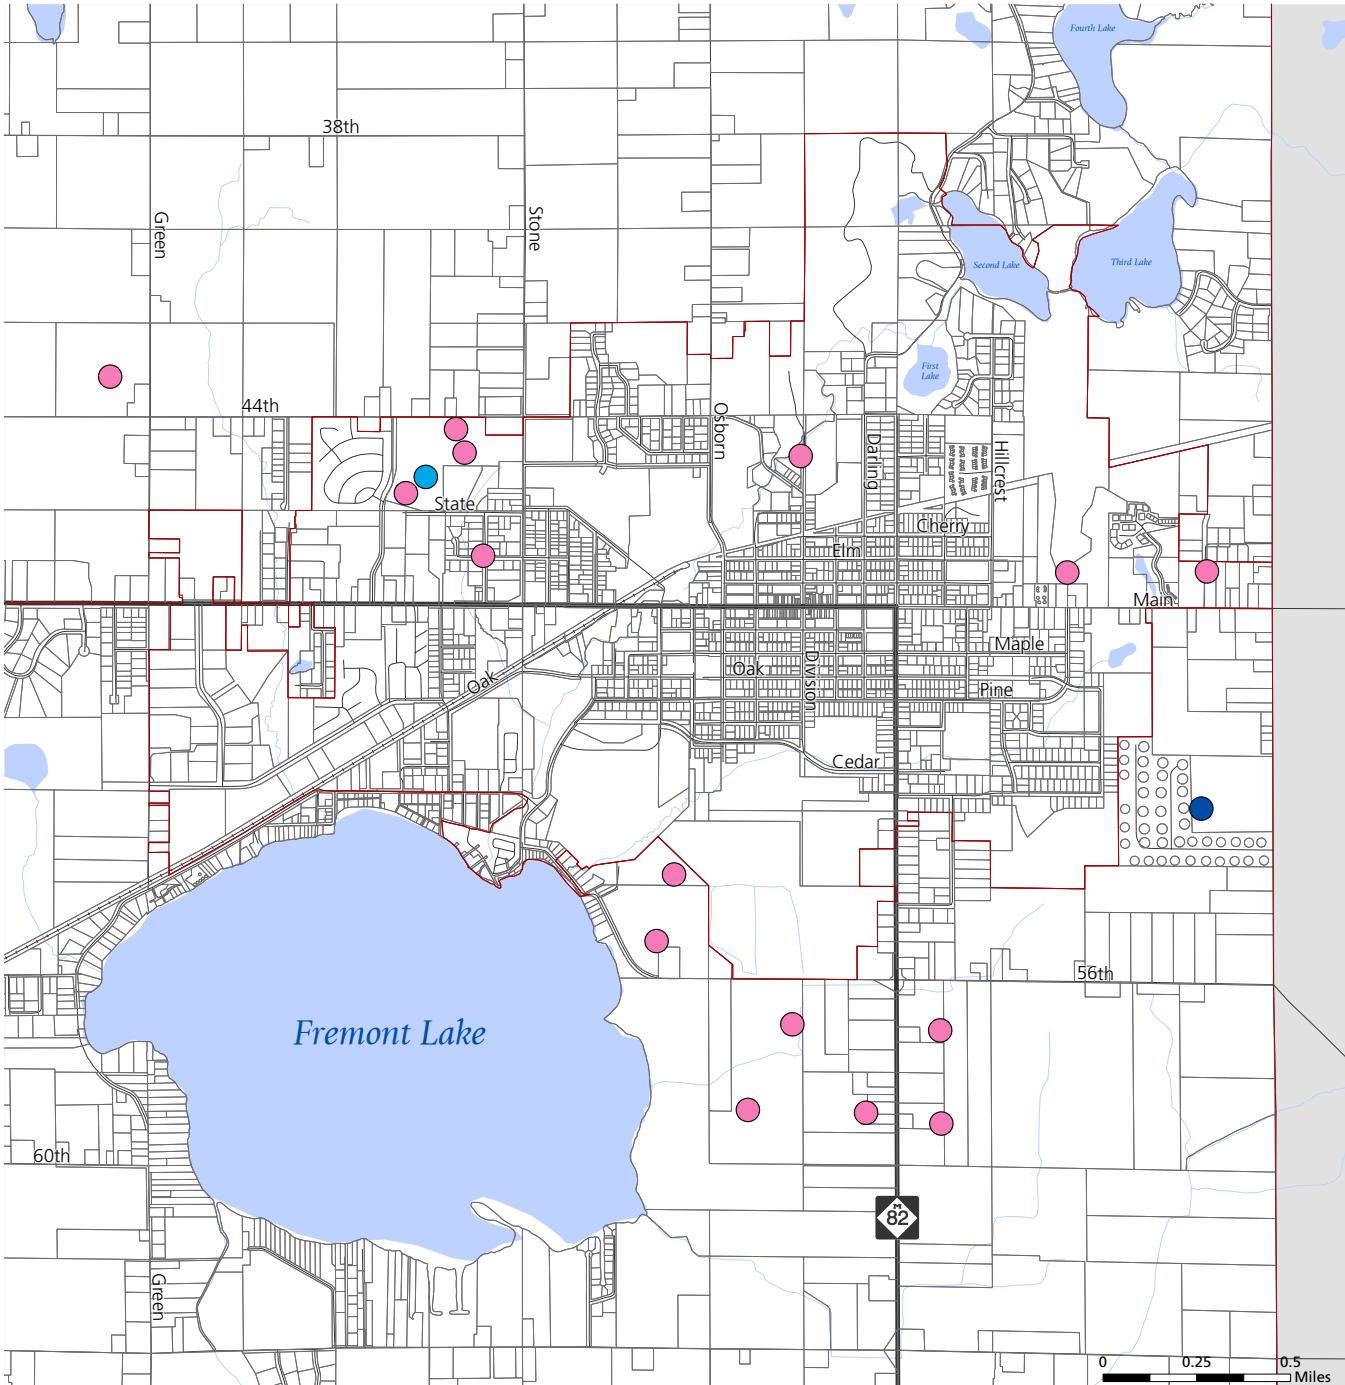 Fourth Lake
38th
Green
Stone
Second Lake
Third Lake
First
Lake
44th
Osborn
Darling
Hillcrest
State
Cherry
Elm
Main
Maple
Oak
Division
Oak
Pine
Cedar
56th
Fremont Lake
60th
M
82
Green
0 0.25 0.5
Miles